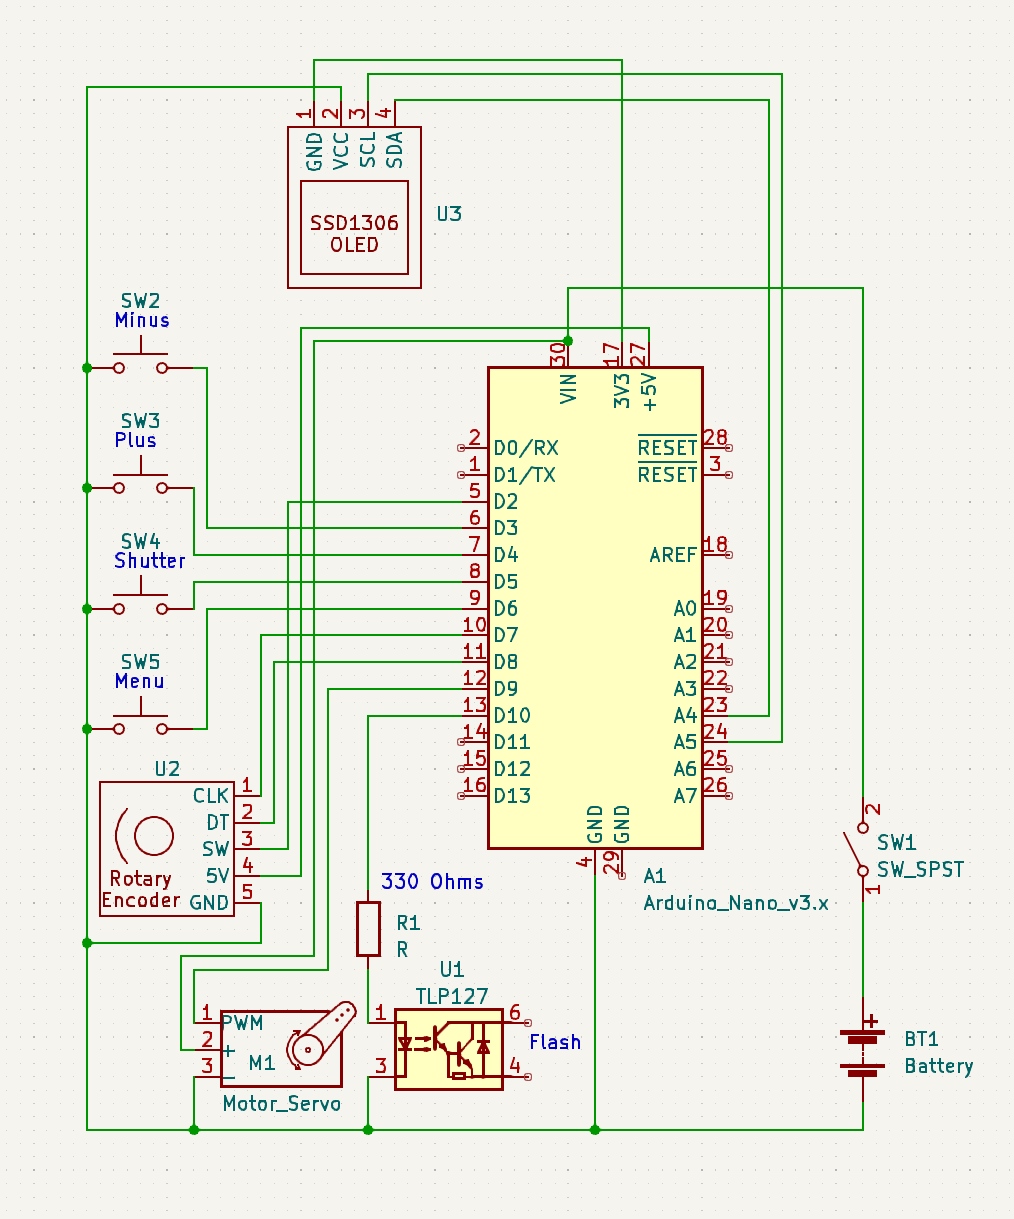 1 2 3 4
GND VCC SCL SDA
SSD1306
OLED
U3
SW2
Minus
SW3
Plus
SW4
Shutter
SW5
Menu
30 17 27
VIN 3V3 +5V
2 D0/RX RESET 28
1 D1/TX RESET 3
5 D2
6 D3
7 D4 AREF 18
8 D5
9 D6 A0 19
10 D7 A1 20
11 D8 A2 21
12 D9 A3 22
13 D10 A4 23
14 D11 A5 24
15 D12 A6 25
16 D13 A7 26
GND GND
4 29
A1
Arduino_Nano_v3.x
U2
CLK 1
DT 2
SW 3
5V 4
GND 5
Rotary
Encoder
330 Ohms
R1
R
2
SW1
SW_SPST
1
U1
TLP127
1 6
3 4
Flash
1 PWM
2 +
3 −
M1
Motor_Servo
+
BT1
Battery